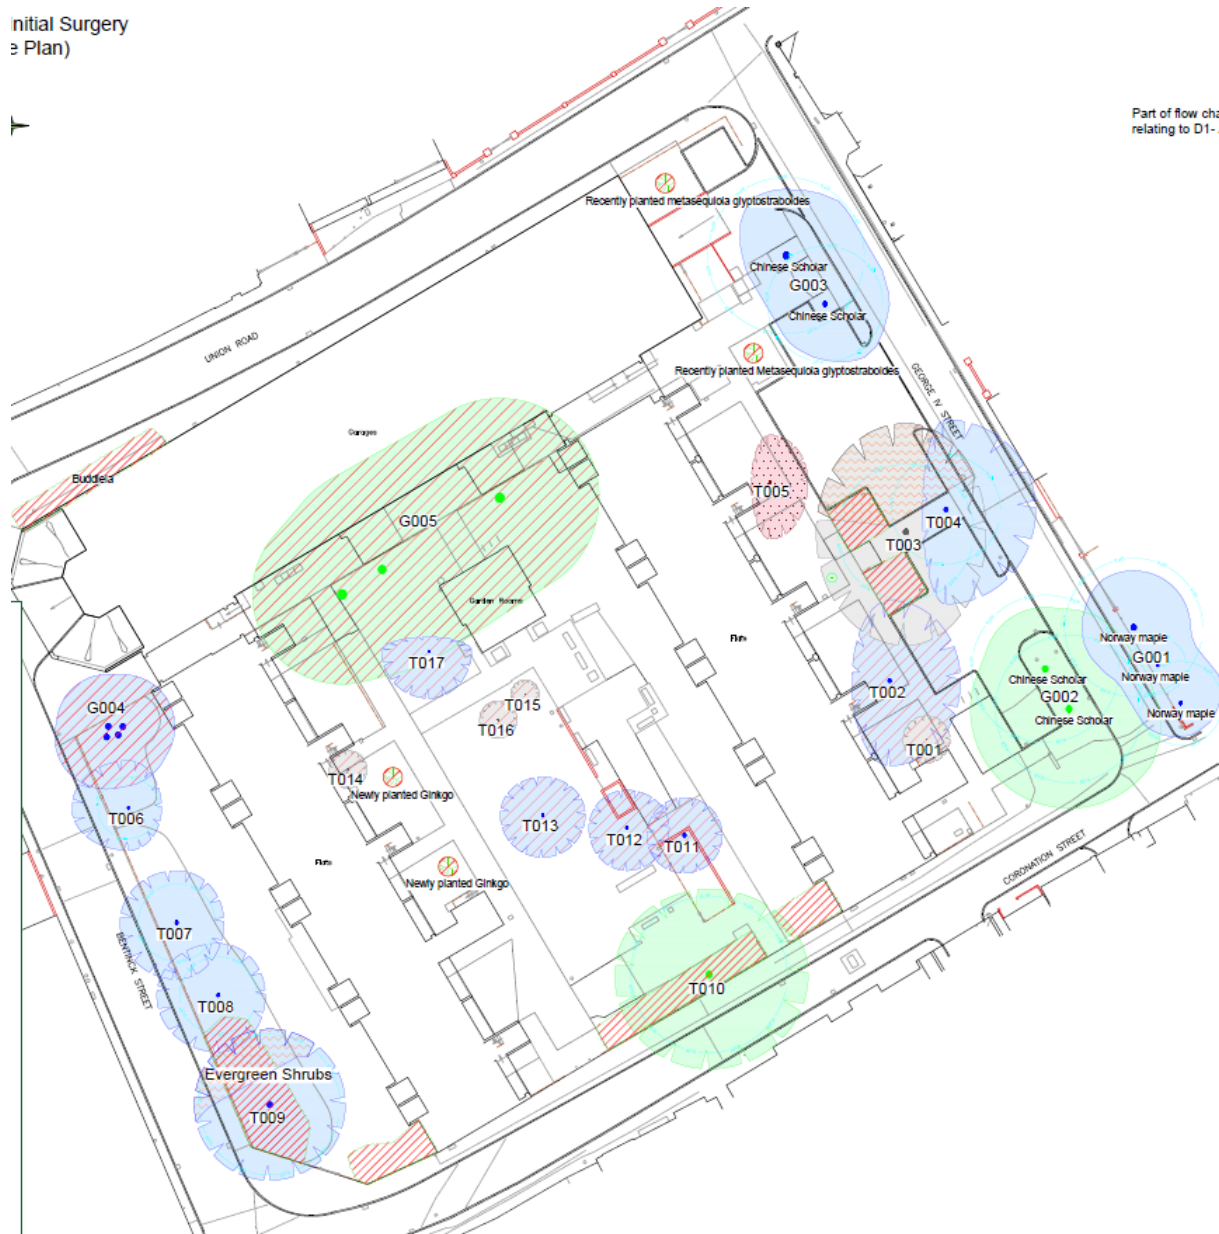 initial Surgery
e Plan)
Part of flow cha
relating to D1-
Recently planted metasequioia glyptostraboides
Chinese Scholar
G003
Chinese Scholar
UNION ROAD
Recently planted Metasequioia glyptostraboides
GEORGE IV STREET
Garages
Buddlela
G005
T005
T004
T003
Garden Rooms
Flats
Norway maple
G001
T017
Chinese Scholar
Norway maple
T002
G002
T015
G004
Norway maple
Chinese Scholar
T016
T001
T014
Newly planted Ginkgo
T006
T013
T012
T011
Flats
CORONATION STREET
Newly planted Ginkgo
T007
BENTINCK STREET
T010
T008
Evergreen Shrubs
T009